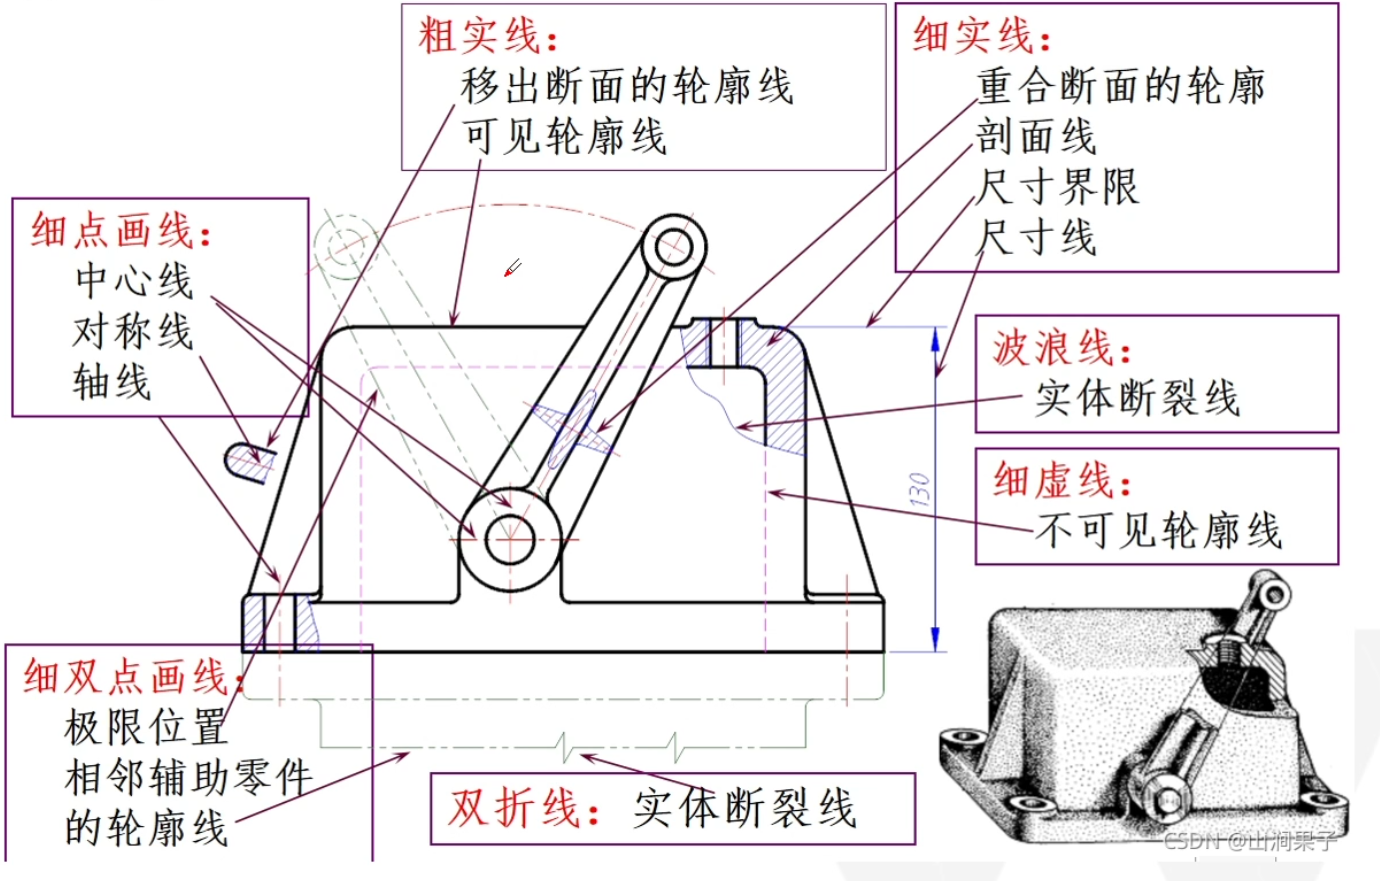 粗实线：
移出断面的轮廓线
可见轮廓线
细实线：
重合断面的轮廓
剖面线
尺寸界限
尺寸线
细点画线：
中心线
对称线
轴线
波浪线：
实体断裂线
细虚线：
不可见轮廓线
130
细双点画线：
极限位置
相邻辅助零件
的轮廓线
双折线：实体断裂线
CSDN @山涧果子